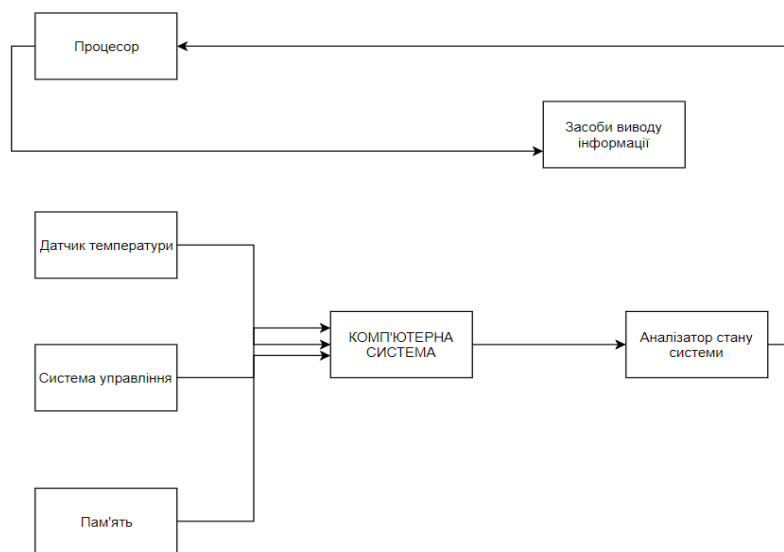 Процесор
Засоби виводу
інформації
Датчик температури
КОМП'ЮТЕРНА
СИСТЕМА
Аналізатор стану
системи
Система управління
Пам'ять